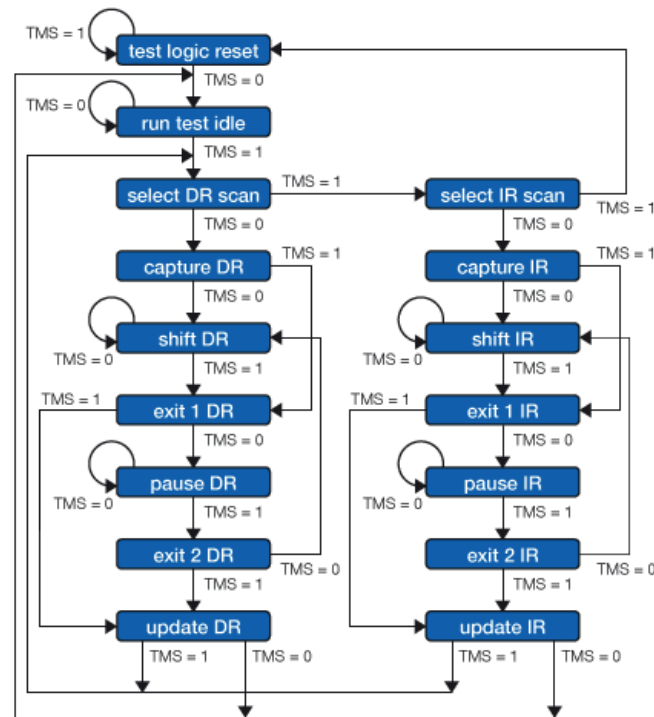 TMS = 1
test logic reset
TMS = 0
TMS = 0
run test idle
TMS = 1
select DR scan
TMS = 1
select IR scan
TMS = 1
TMS = 0
TMS = 0
capture DR
TMS = 1
capture IR
TMS = 1
TMS = 0
TMS = 0
shift DR
shift IR
TMS = 0
TMS = 1
TMS = 0
TMS = 1
TMS = 1
exit 1 DR
TMS = 1
exit 1 IR
TMS = 0
TMS = 0
pause DR
pause IR
TMS = 0
TMS = 1
TMS = 0
TMS = 1
exit 2 DR
TMS = 0
exit 2 IR
TMS = 0
TMS = 1
TMS = 1
update DR
update IR
TMS = 1
TMS = 0
TMS = 1
TMS = 0